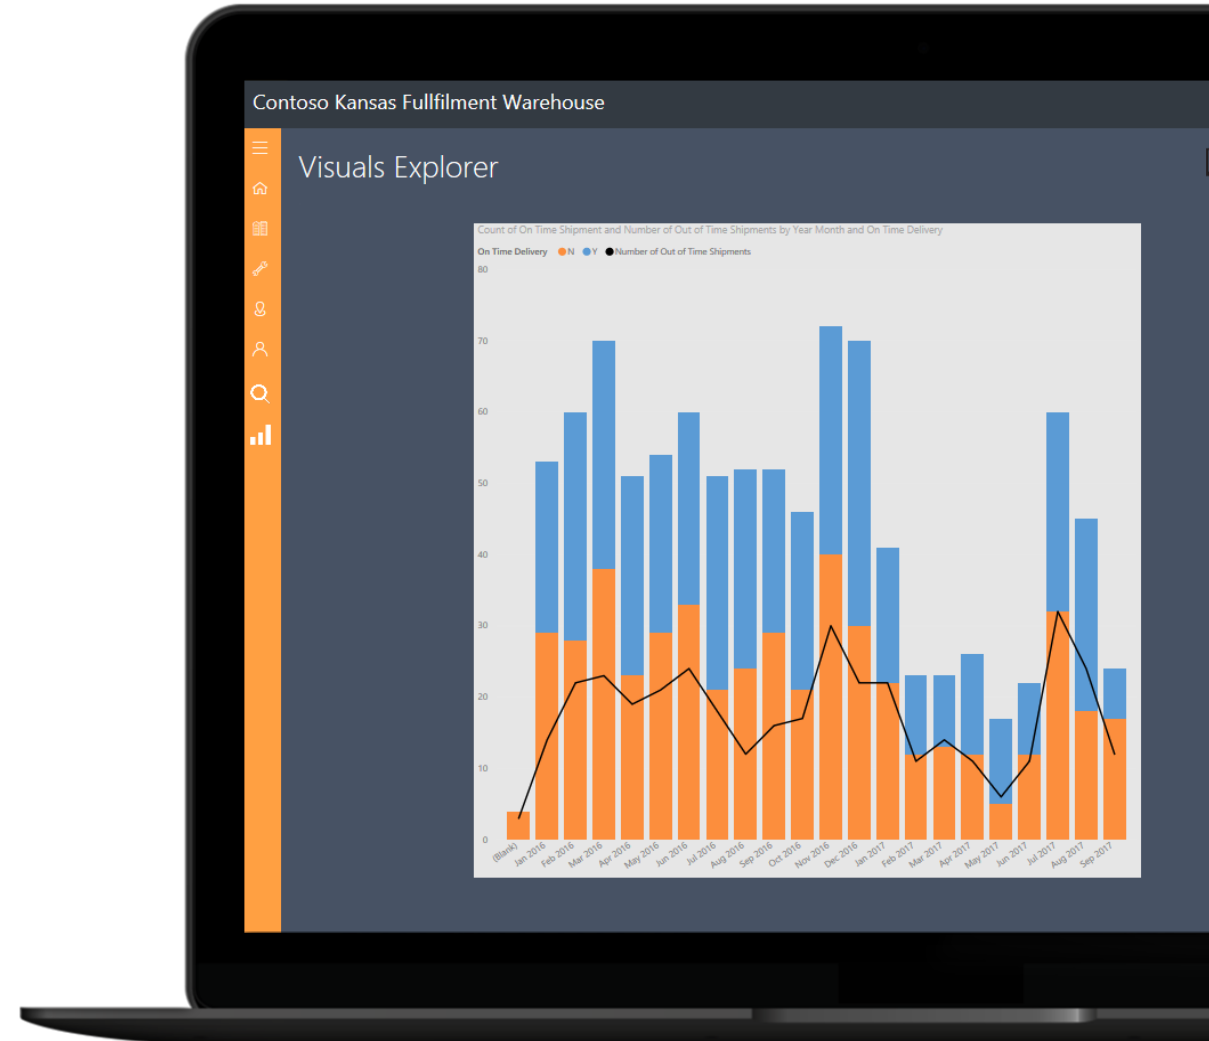 Contoso Kansas Fullfilment Warehouse
Visuals Explorer
Count of On Time Shipment and Number of Out of Time Shipments by Year Month and On Time Delivery
On Time Delivery N Y Number of Out of Time Shipments
80
70
60
50
40
30
20
10
0
(Blank) Jan 2016 Feb 2016 Mar 2016 Apr 2016 May 2016 Jun 2016 Jul 2016 Aug 2016 Sep 2016 Oct 2016 Nov 2016 Dec 2016 Jan 2017 Feb 2017 Mar 2017 Apr 2017 May 2017 Jun 2017 Jul 2017 Aug 2017 Sep 2017